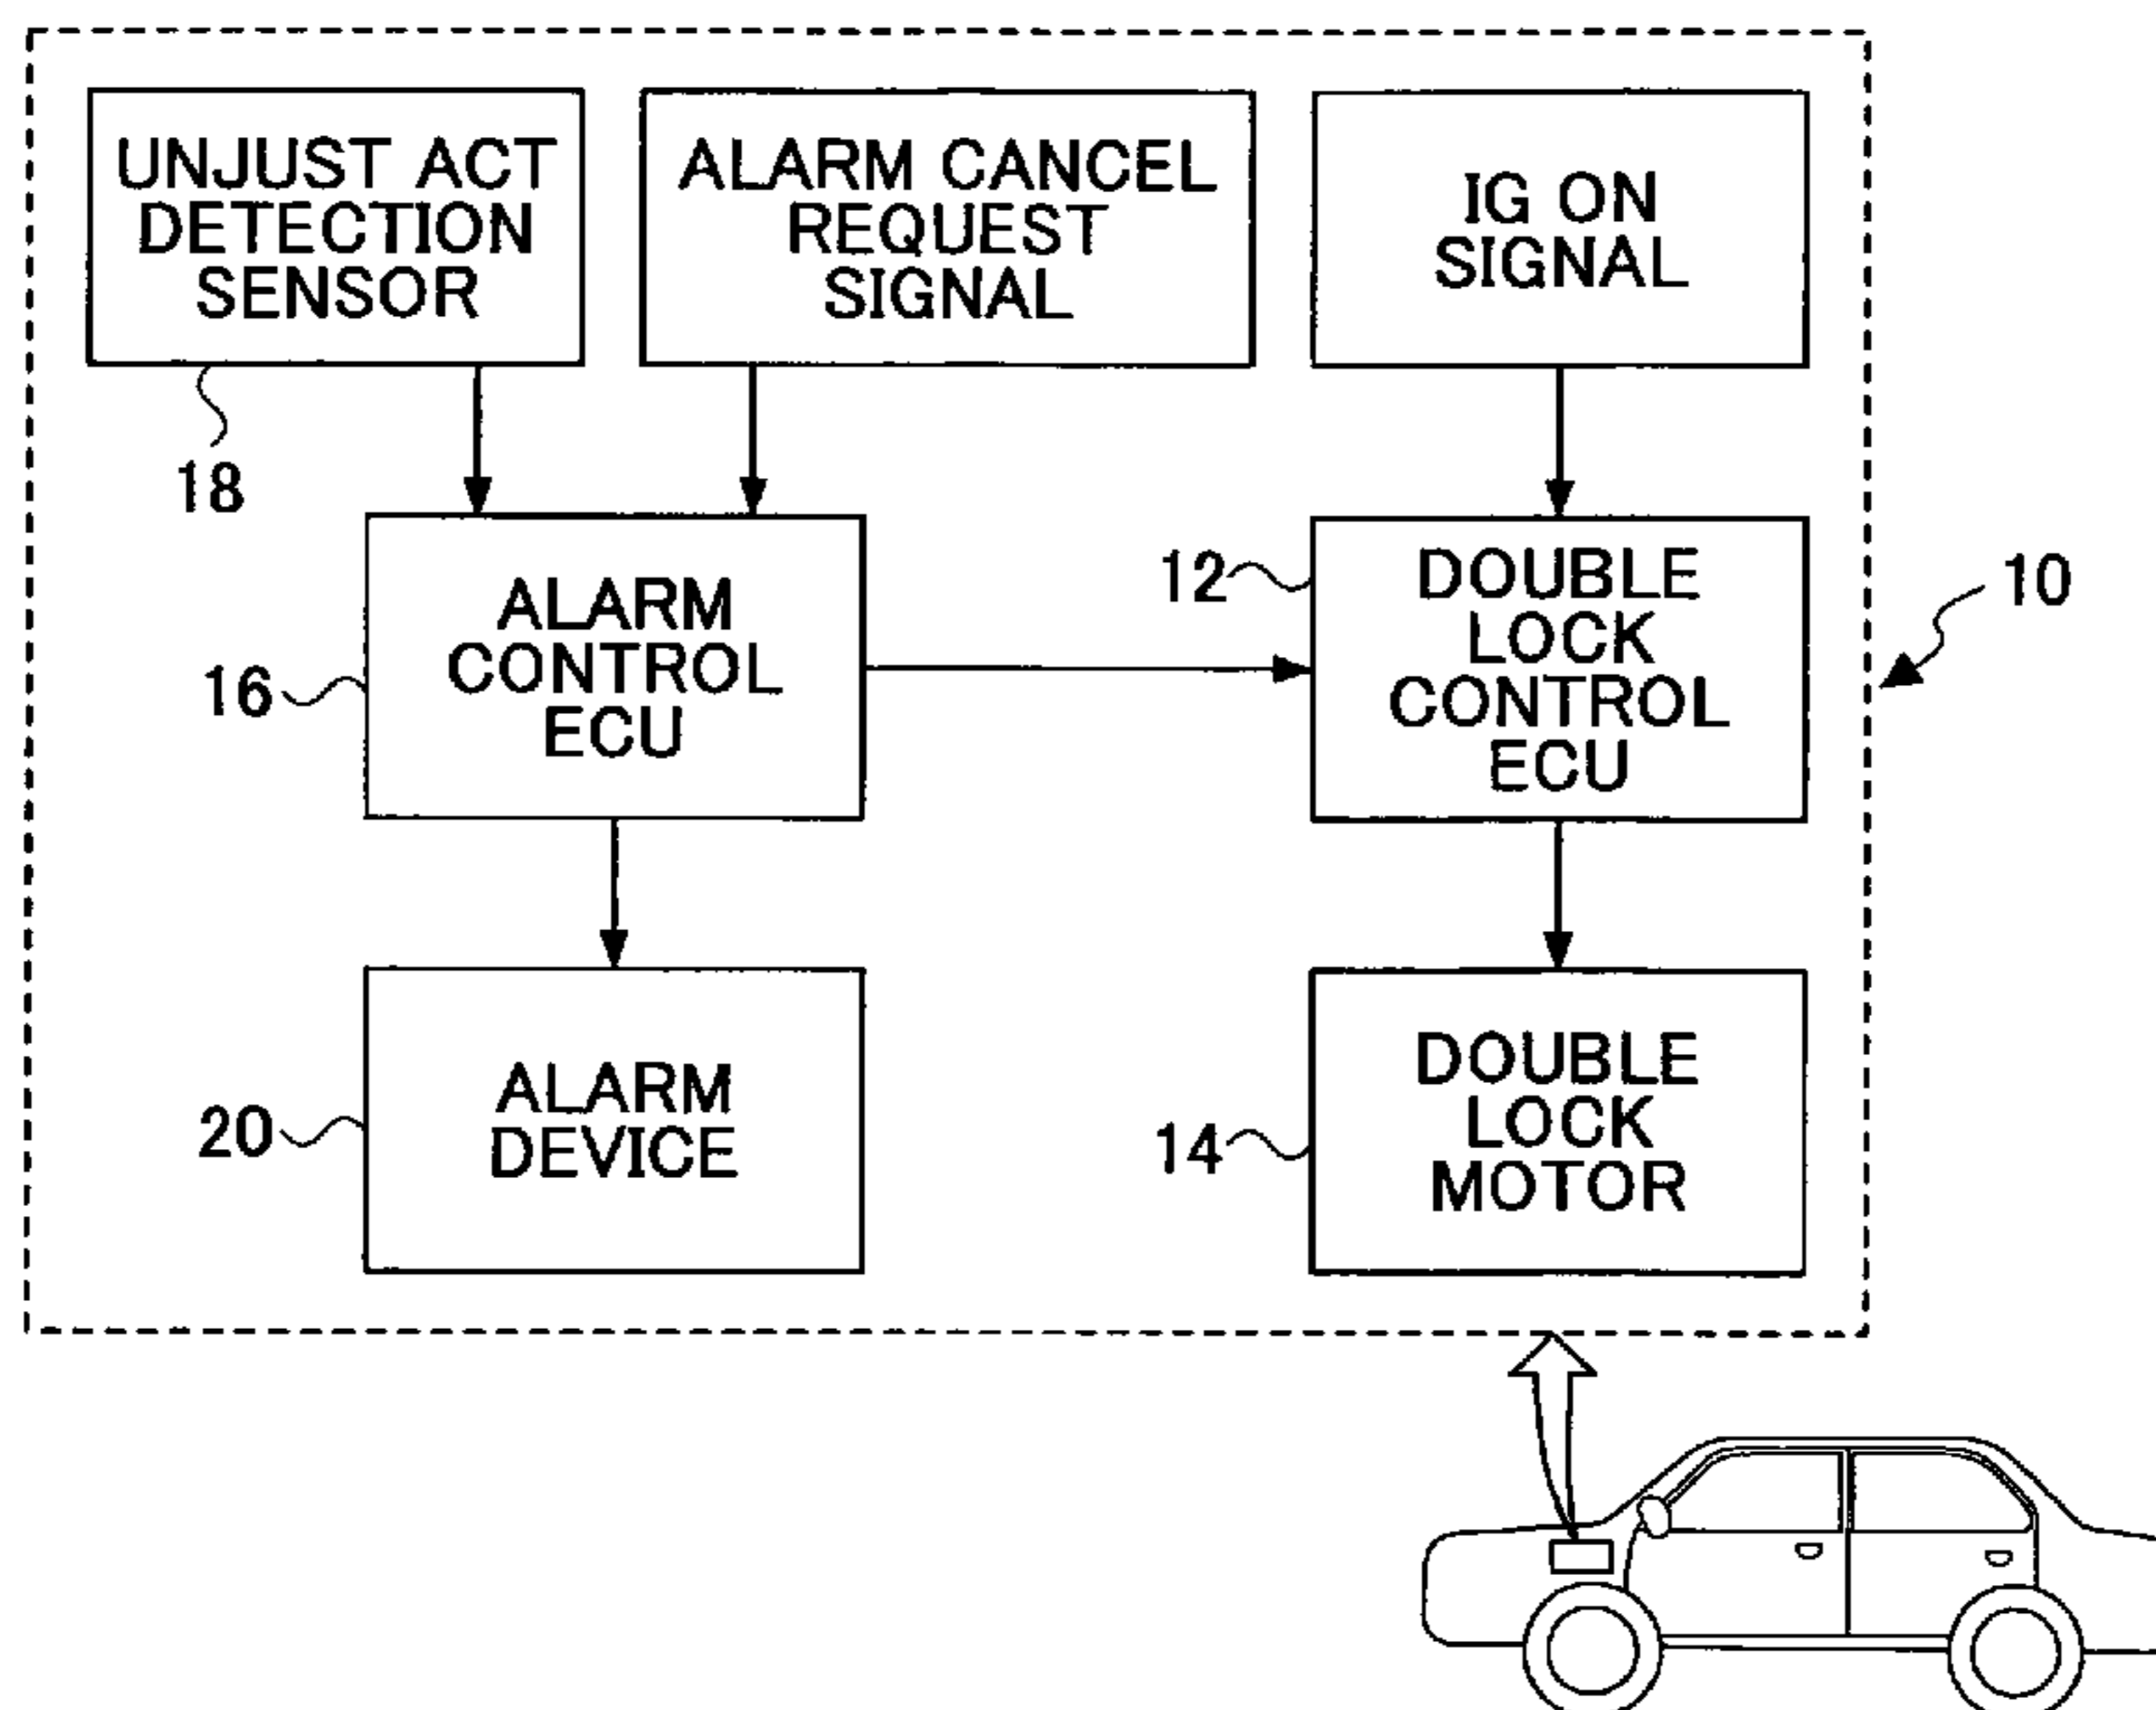 UNJUST ACT
DETECTION
SENSOR
ALARM CANCEL
REQUEST
SIGNAL
IG ON
SIGNAL
18
12
DOUBLE
LOCK
CONTROL
ECU
10
16
ALARM
CONTROL
ECU
20
ALARM
DEVICE
14
DOUBLE
LOCK
MOTOR